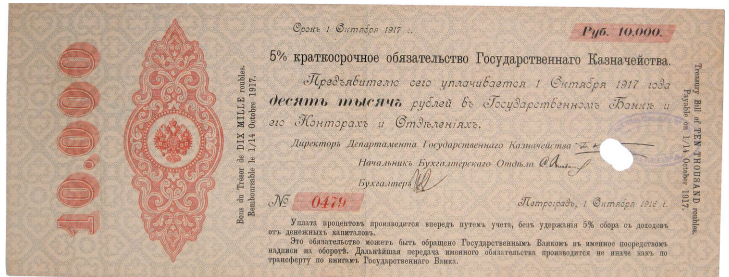 10.000
Bons du Trésor de DIX MILLE roubles.
Remboursable le 1/14 Octobre 1917.
Срокъ 1 Октября 1917 г.
Руб. 10.000.
5% краткосрочное обязательство Государственнаго Казначейства.
Предъявителю сего уплачивается 1 Октября 1917 года
десять тысячъ рублей въ Государственномъ Банкѣ и
его Конторахъ и Отдѣленіяхъ.
Директоръ Департамента Государственнаго Казначейства
Начальникъ Бухгалтерскаго Отдѣла
Бухгалтеръ
№ 0479
Петроградъ, 1 Октября 1916 г.
Уплата процентовъ производится впередъ путемъ учета, безъ удержанія 5% сбора съ доходовъ
отъ денежныхъ капиталовъ.
Это обязательство можетъ быть обращено Государственнымъ Банкомъ въ именное посредствомъ
надписи на оборотѣ. Дальнѣйшая передача именного обязательства производится не иначе какъ по
трансферту по книгамъ Государственнаго Банка.
Treasury Bill of TEN THOUSAND roubles.
Payable on 1/14 October 1917.